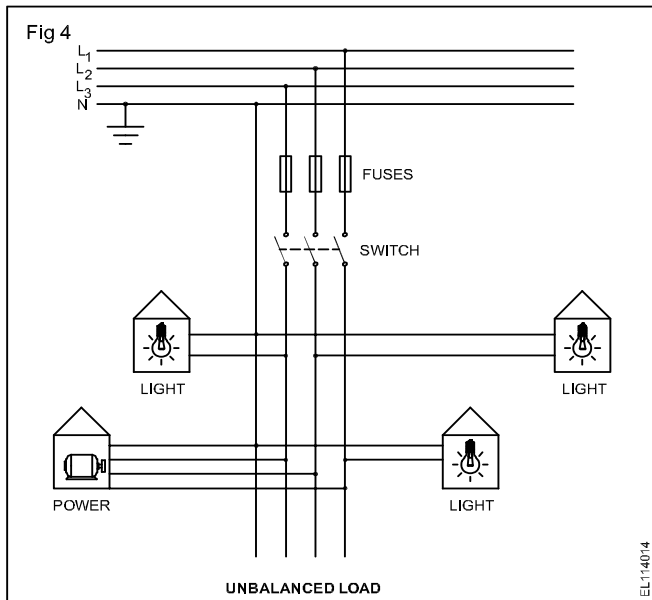 Fig 4
L1
L2
L3
N
FUSES
SWITCH
LIGHT
LIGHT
POWER
LIGHT
UNBALANCED LOAD
EL114014